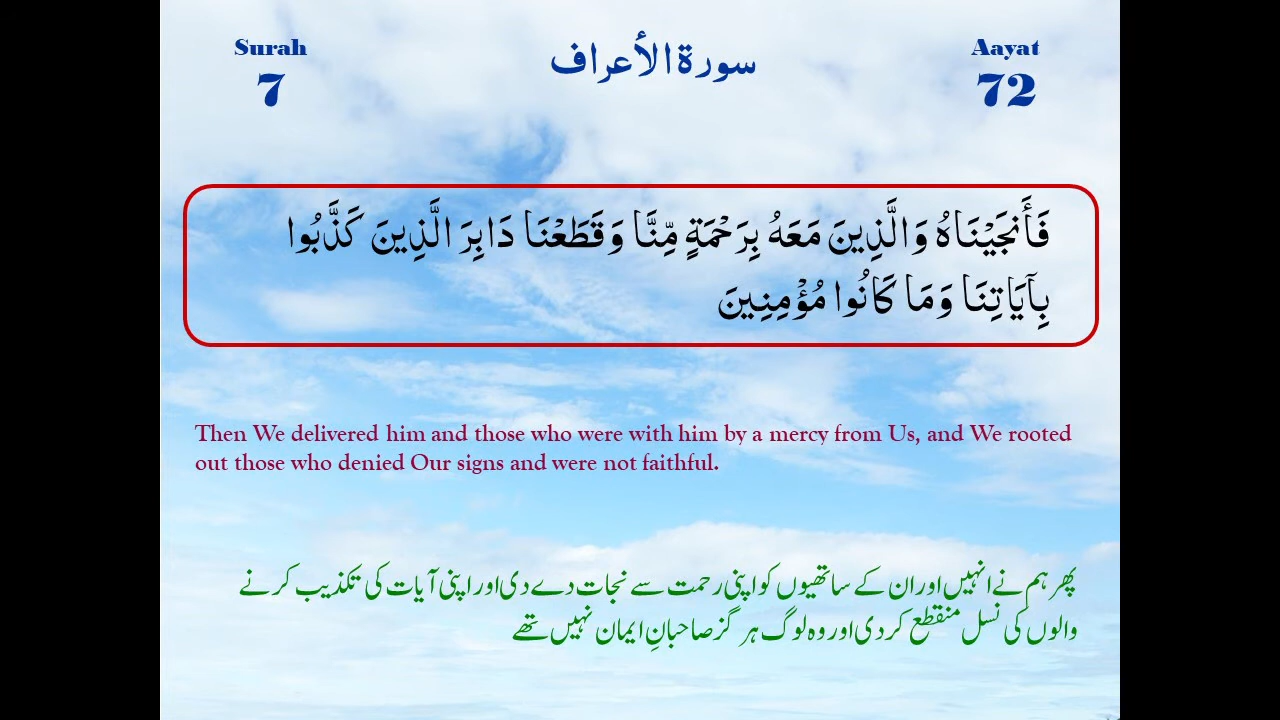 Surah
7
سورة الأعراف
Aayat
72
فَأَنجَيْنَاهُ وَالَّذِينَ مَعَهُ بِرَحْمَةٍ مِّنَّا وَقَطَعْنَا دَابِرَ الَّذِينَ كَذَّبُوا
بِآيَاتِنَا وَمَا كَانُوا مُؤْمِنِينَ
Then We delivered him and those who were with him by a mercy from Us, and We rooted
out those who denied Our signs and were not faithful.
پھر ہم نے انہیں اور ان کے ساتھیوں کو اپنی رحمت سے نجات دے دی اور اپنی آیات کی تکذیب کرنے
والوں کی نسل منقطع کردی اور وہ لوگ ہر گز صاحبانِ ایمان نہیں تھے